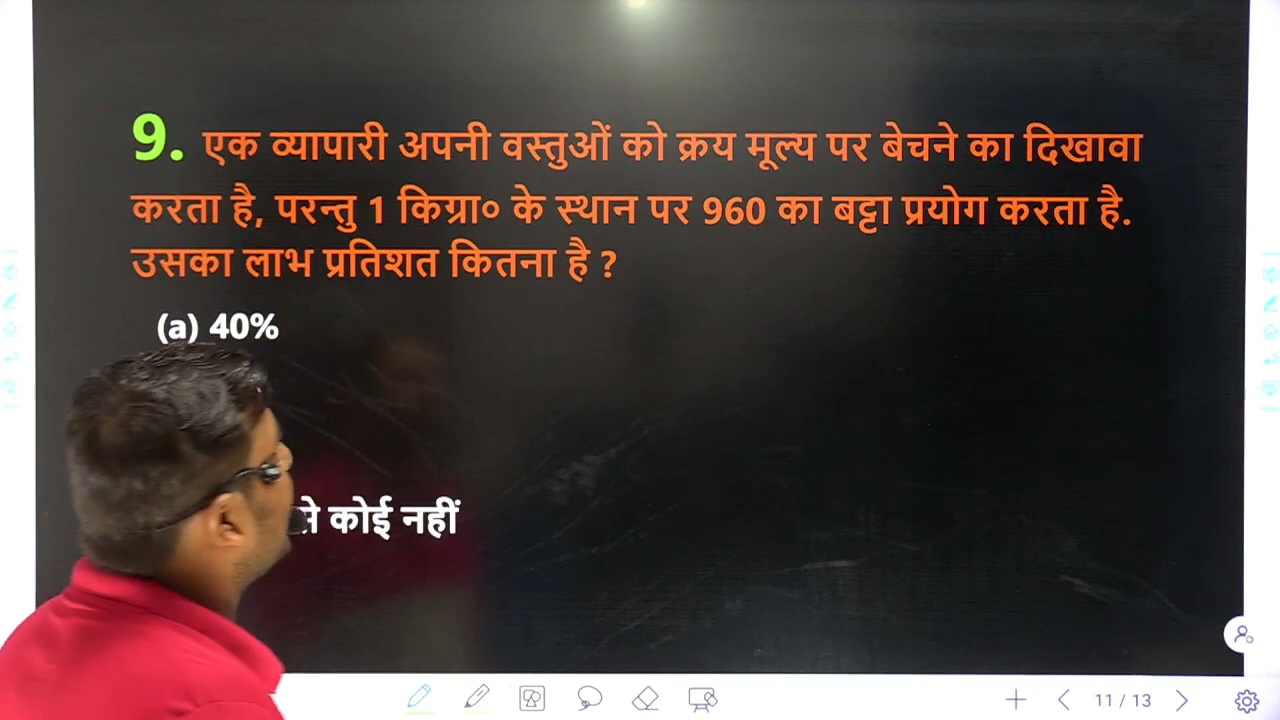 9. एक व्यापारी अपनी वस्तुओं को क्रय मूल्य पर बेचने का दिखावा
करता है, परन्तु 1 किग्रा० के स्थान पर 960 का बट्टा प्रयोग करता है.
उसका लाभ प्रतिशत कितना है ?
(a) 40%
से कोई नहीं
11 / 13